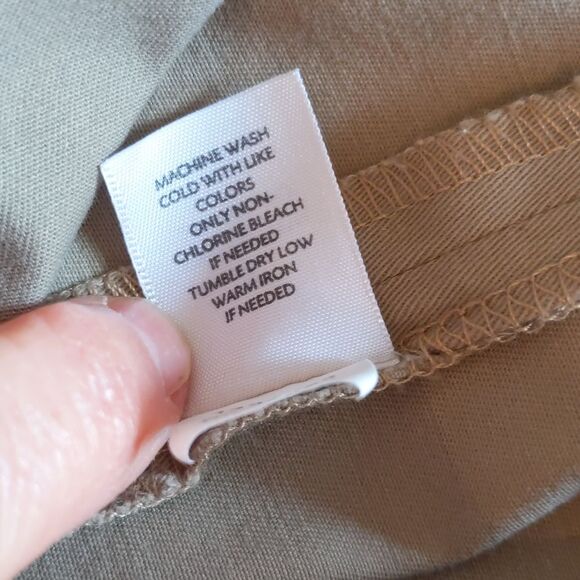 MACHINE WASH
COLD WITH LIKE
COLORS
ONLY NON-
CHLORINE BLEACH
IF NEEDED
TUMBLE DRY LOW
WARM IRON
IF NEEDED